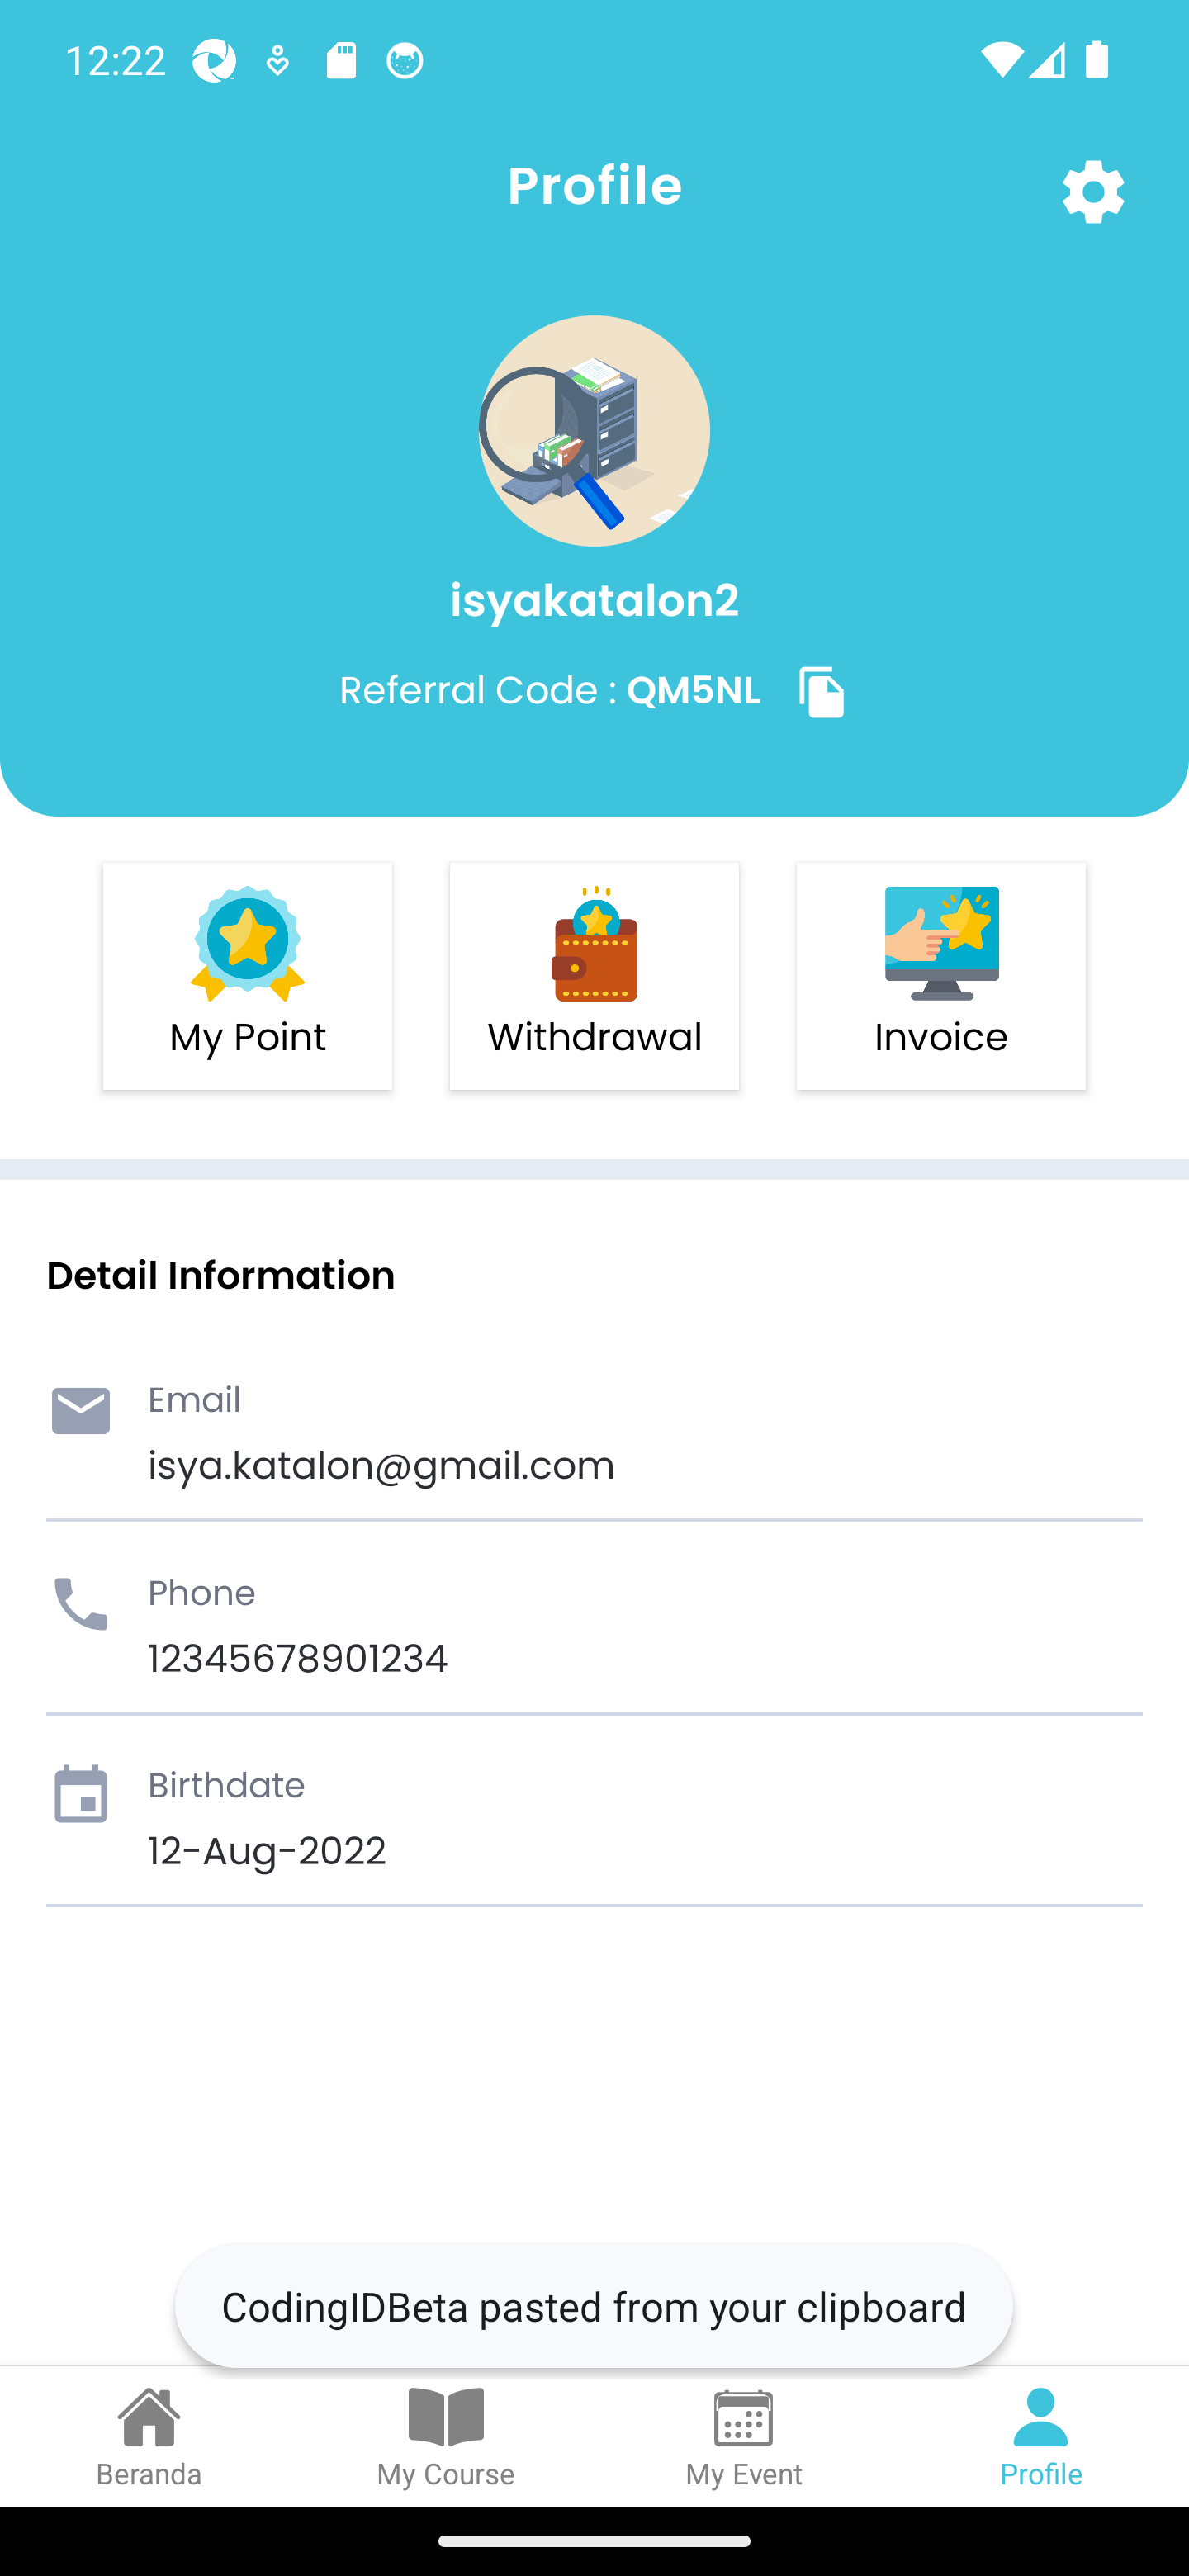 12:22
Profile
isyakatalon2
Referral Code : QM5NL
My Point
Withdrawal
Invoice
Detail Information
Email
isya.katalon@gmail.com
Phone
12345678901234
Birthdate
12-Aug-2022
CodingIDBeta pasted from your clipboard
Beranda
My Course
My Event
Profile